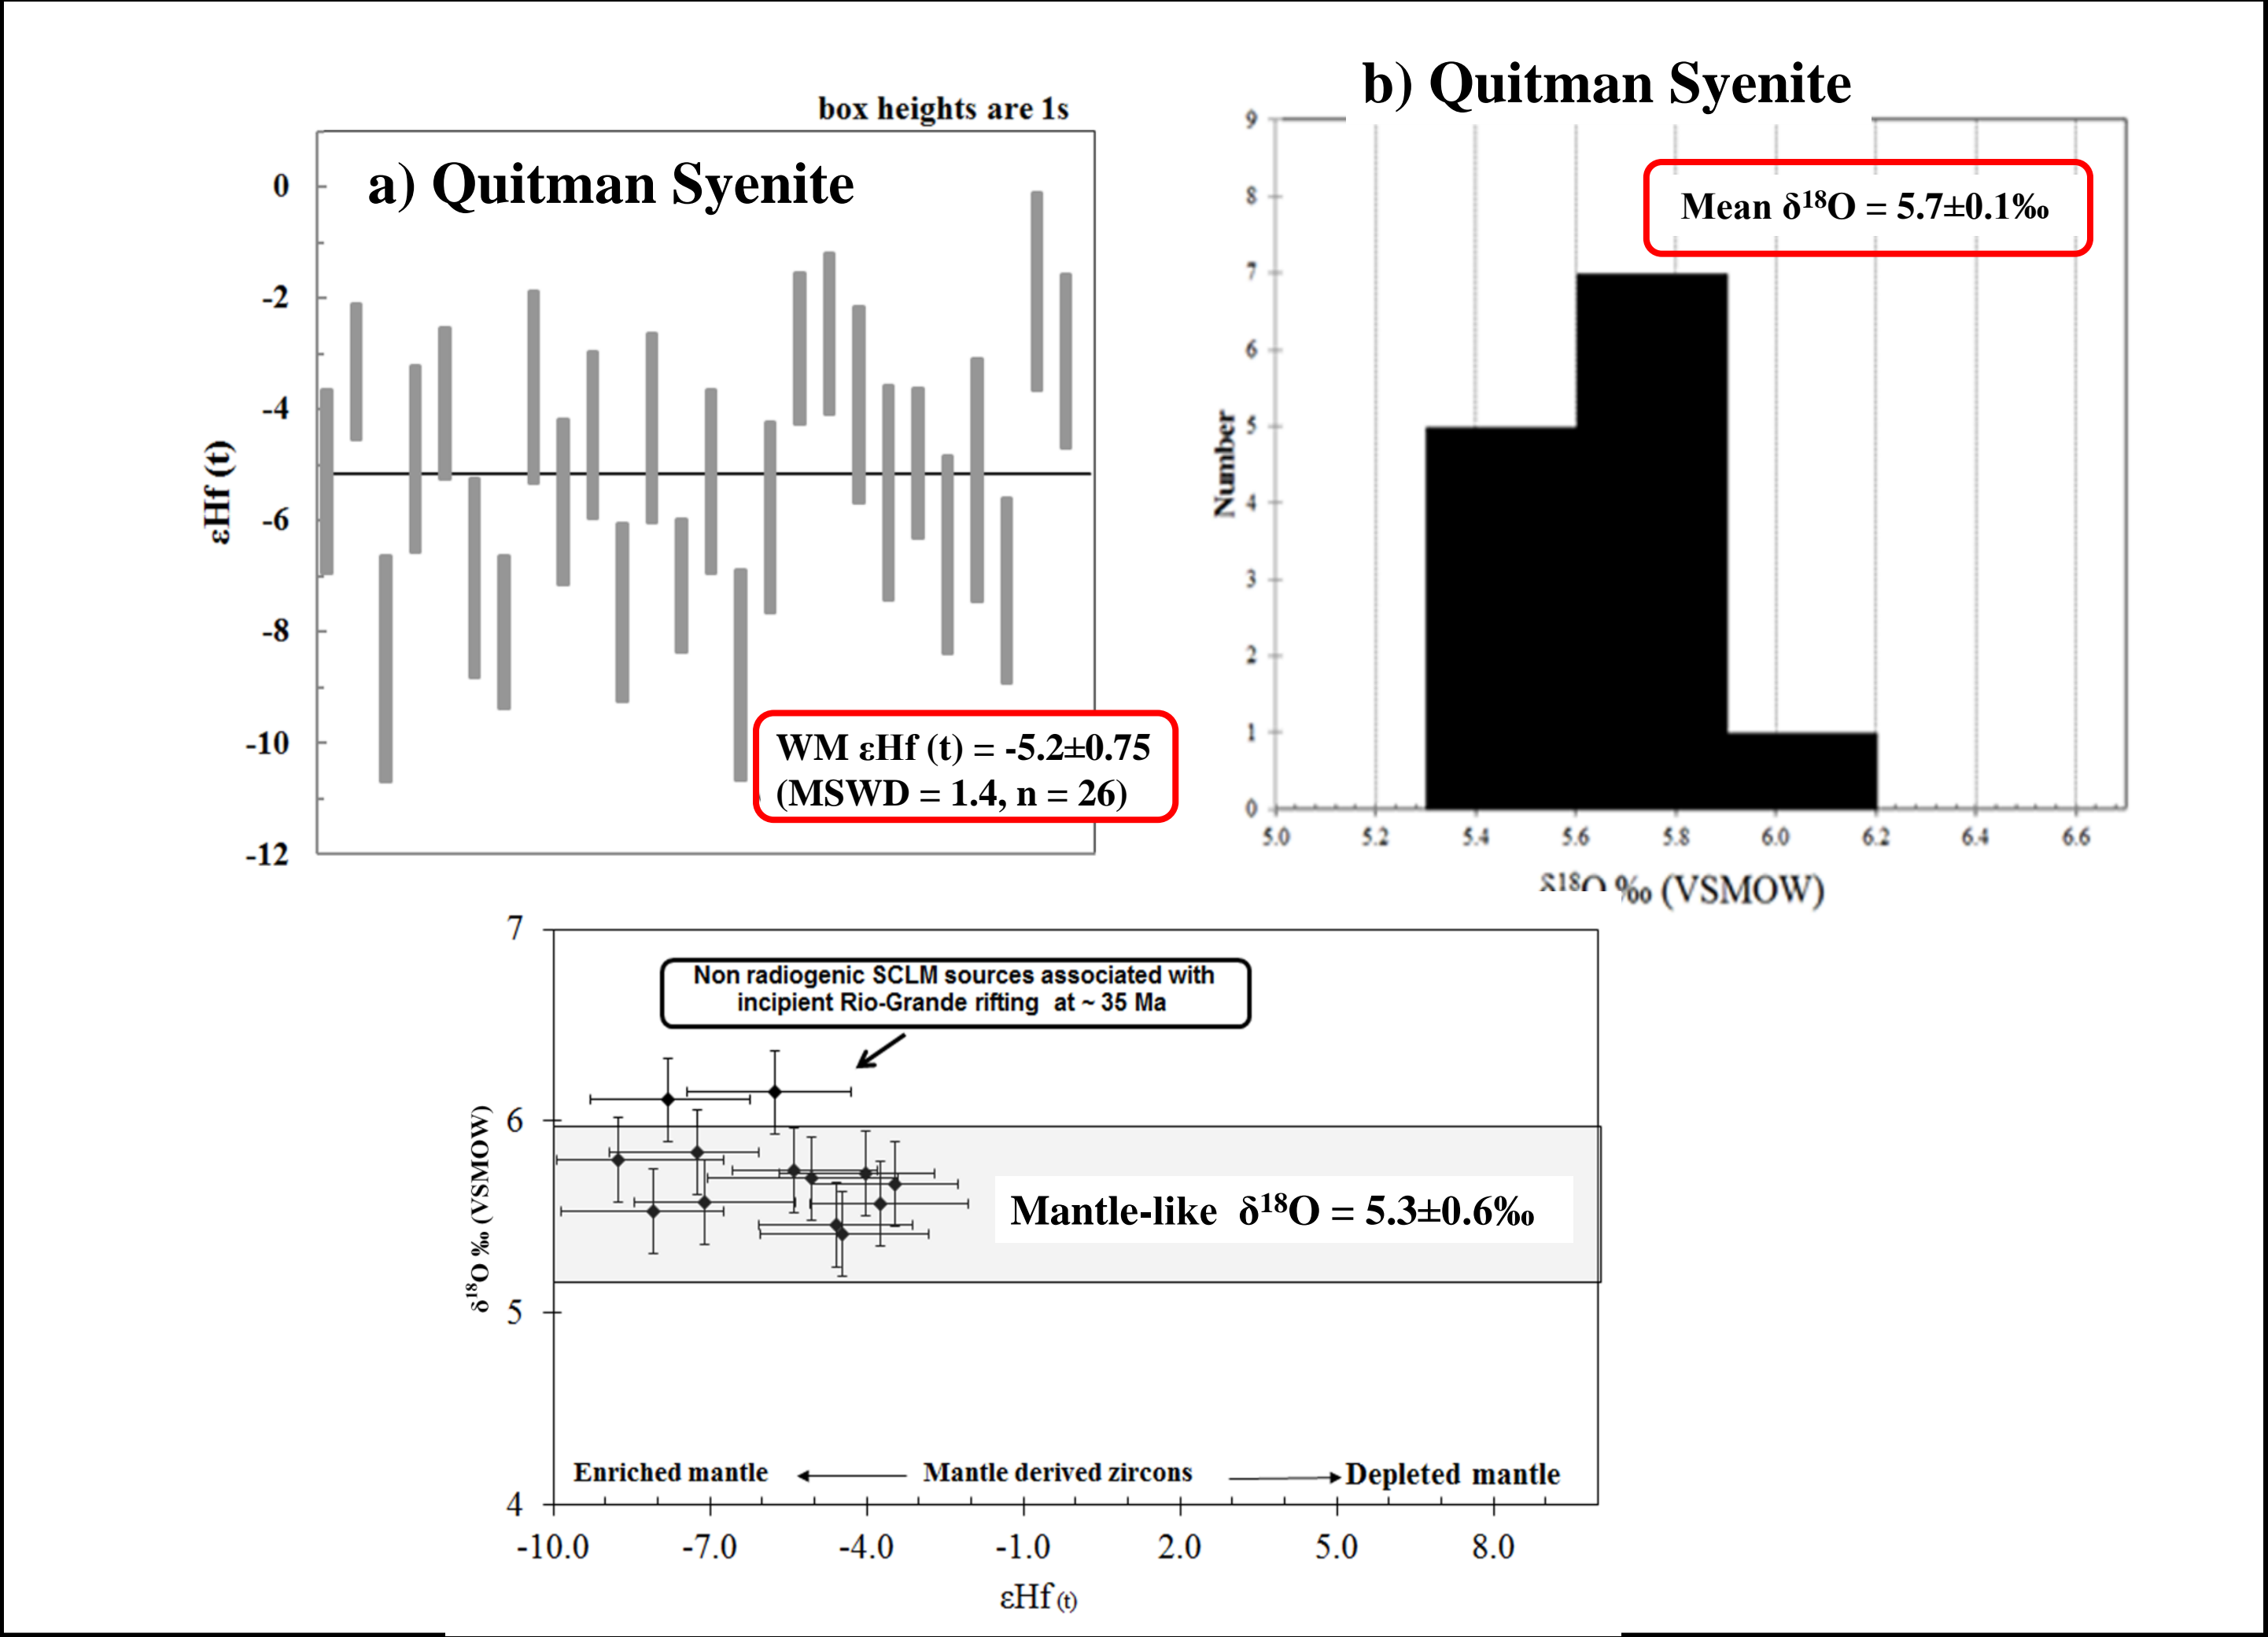 box heights are 1s
a) Quitman Syenite
0
-2
-4
-6
-8
-10
-12
εHf (t)
WM εHf (t) = -5.2±0.75
(MSWD = 1.4, n = 26)
b) Quitman Syenite
9
8
7
6
5
4
3
2
1
0
Number
Mean δ¹⁸O = 5.7±0.1‰
5.0 5.2 5.4 5.6 5.8 6.0 6.2 6.4 6.6
δ¹⁸O ‰ (VSMOW)
7
6
5
4
δ¹⁸O ‰ (VSMOW)
Non radiogenic SCLM sources associated with
incipient Rio-Grande rifting at ~ 35 Ma
Mantle-like δ¹⁸O = 5.3±0.6‰
Enriched mantle Mantle derived zircons Depleted mantle
-10.0 -7.0 -4.0 -1.0 2.0 5.0 8.0
εHf (t)